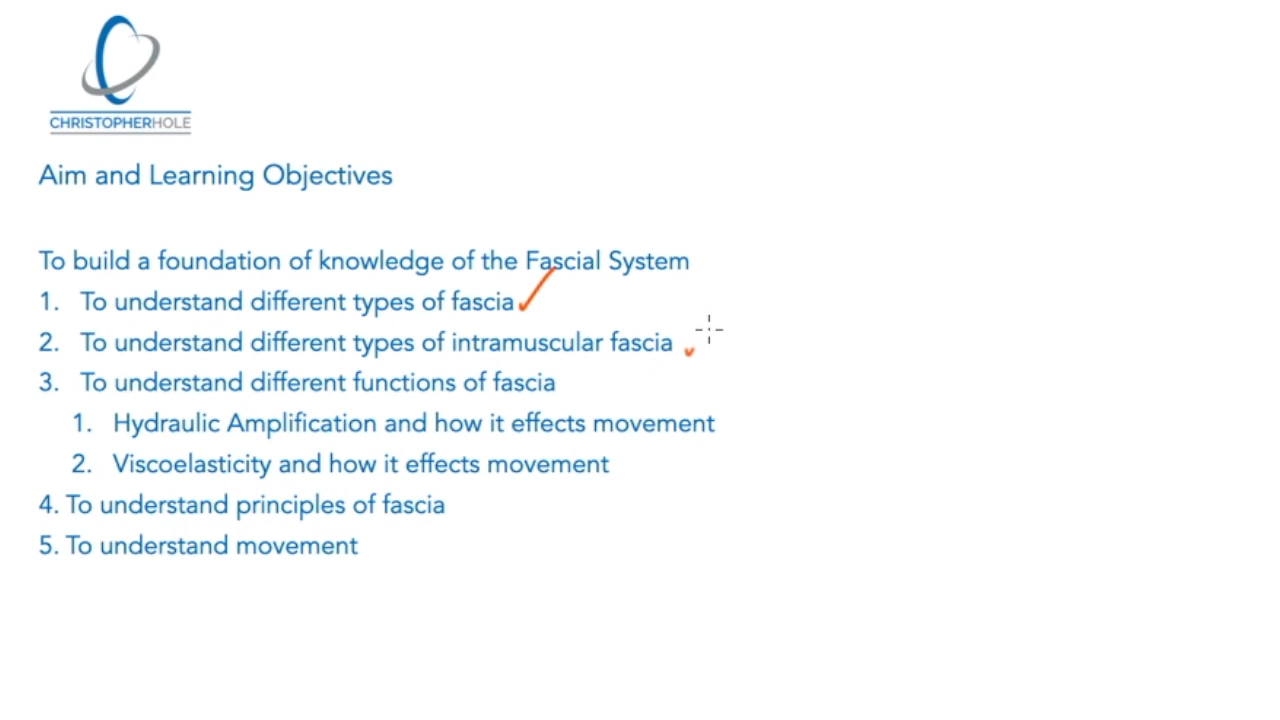 CHRISTOPHERHOLE
Aim and Learning Objectives
To build a foundation of knowledge of the Fascial System
1. To understand different types of fascia
2. To understand different types of intramuscular fascia
3. To understand different functions of fascia
1. Hydraulic Amplification and how it effects movement
2. Viscoelasticity and how it effects movement
4. To understand principles of fascia
5. To understand movement